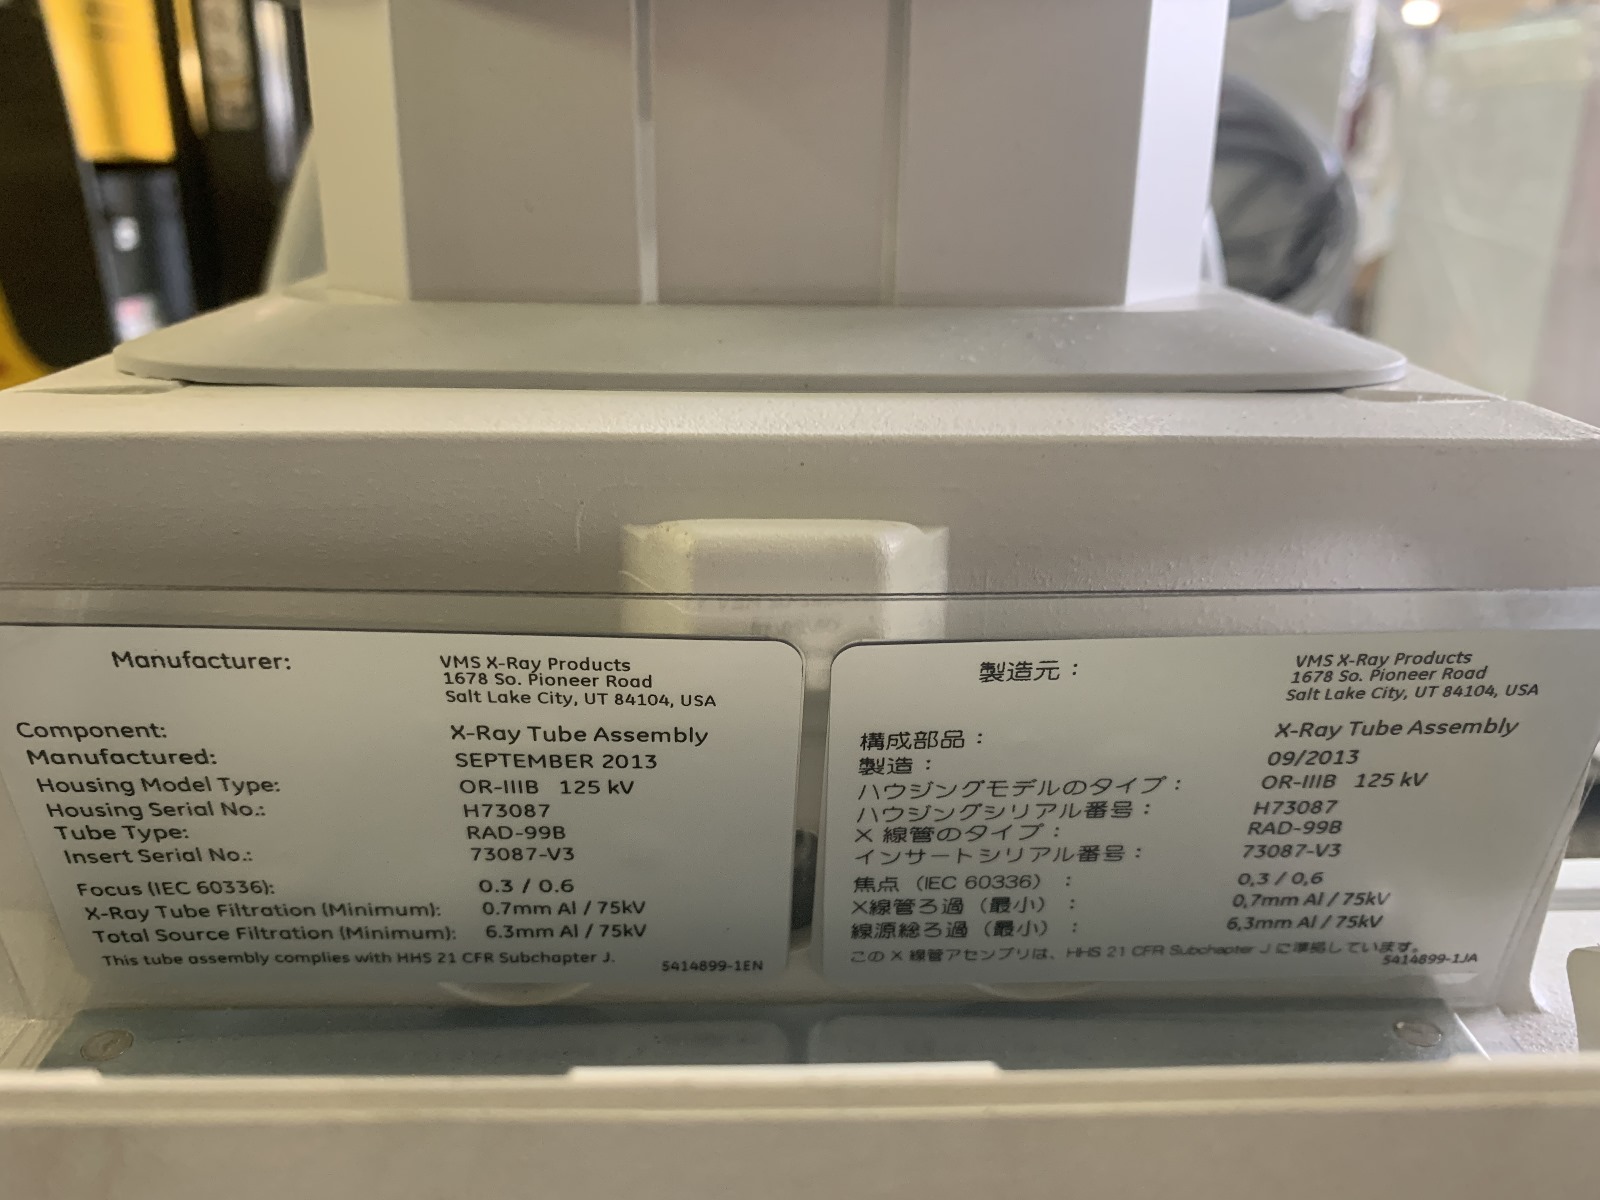 Manufacturer: VMS X-Ray Products
1678 So. Pioneer Road
Salt Lake City, UT 84104, USA
Component: X-Ray Tube Assembly
Manufactured: SEPTEMBER 2013
Housing Model Type: OR-IIIB 125 kV
Housing Serial No.: H73087
Tube Type: RAD-99B
Insert Serial No.: 73087-V3
Focus (IEC 60336): 0.3 / 0.6
X-Ray Tube Filtration (Minimum): 0.7mm Al / 75kV
Total Source Filtration (Minimum): 6.3mm Al / 75kV
This tube assembly complies with HHS 21 CFR Subchapter J.
5414899-1EN
製造元： VMS X-Ray Products
1678 So. Pioneer Road
Salt Lake City, UT 84104, USA
構成部品： X-Ray Tube Assembly
製造： 09/2013
ハウジングモデルのタイプ： OR-IIIB 125 kV
ハウジングシリアル番号： H73087
X 線管のタイプ： RAD-99B
インサートシリアル番号： 73087-V3
焦点（IEC 60336）： 0,3 / 0,6
X線管ろ過（最小）： 0,7mm Al / 75kV
線源総ろ過（最小）： 6,3mm Al / 75kV
この X 線管アセンブリは、HHS 21 CFR Subchapter J に準拠しています。
5414899-1JA